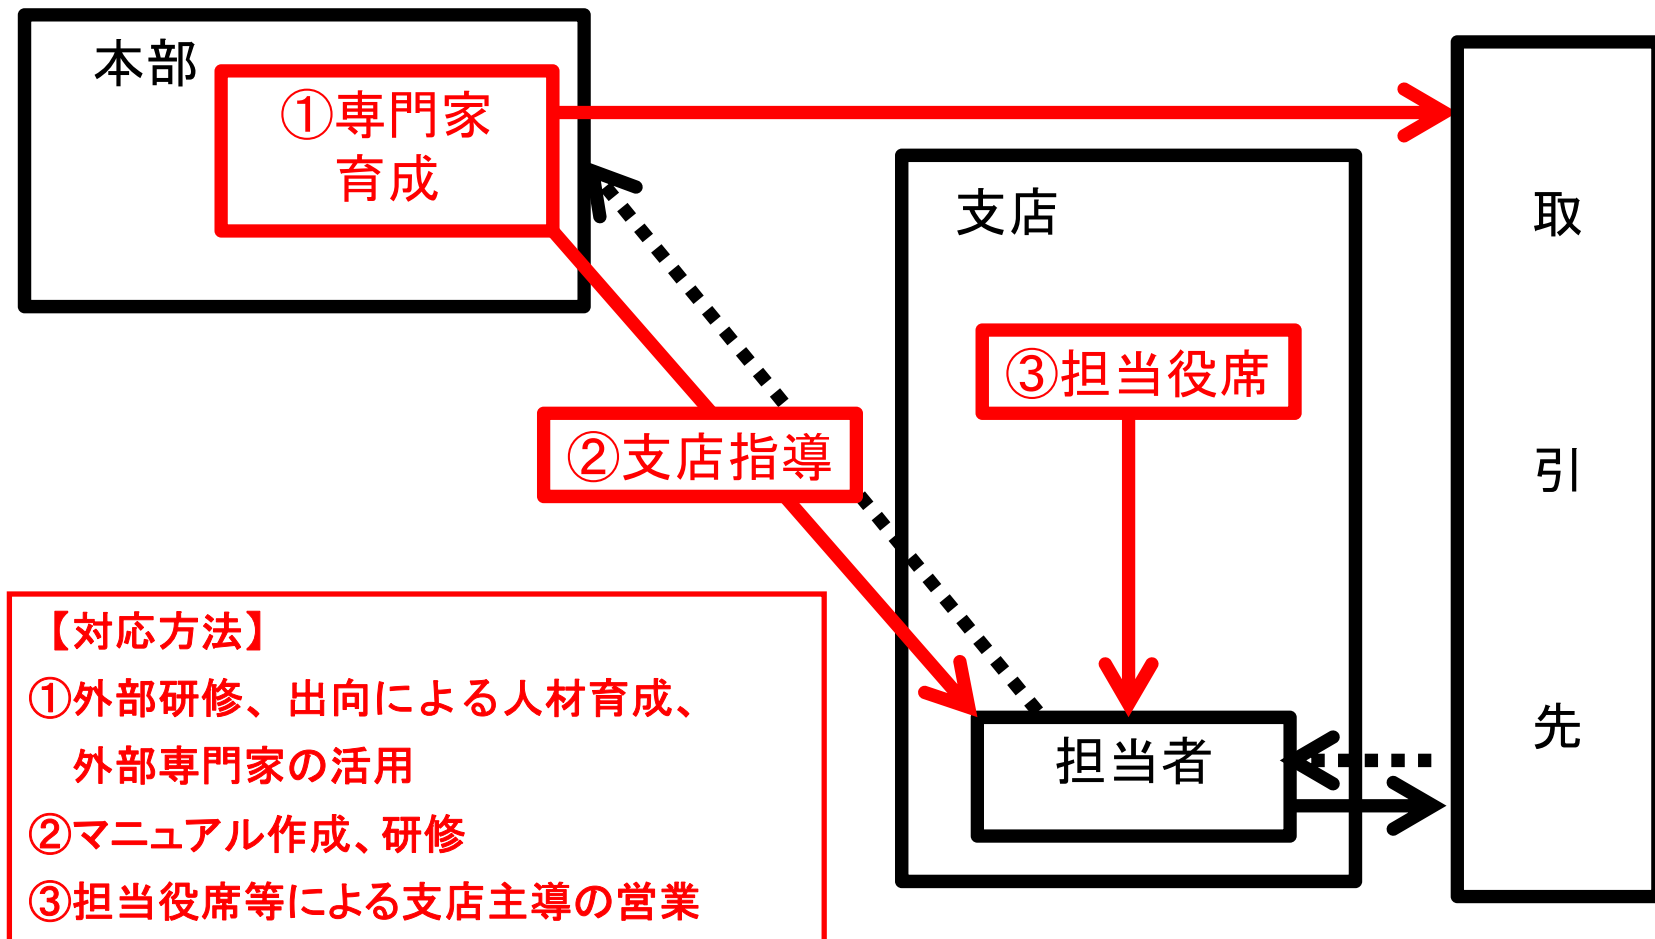 本部
①専門家
育成
支店
③担当役席
②支店指導
担当者
取
引
先
【対応方法】
①外部研修、出向による人材育成、
外部専門家の活用
②マニュアル作成、研修
③担当役席等による支店主導の営業